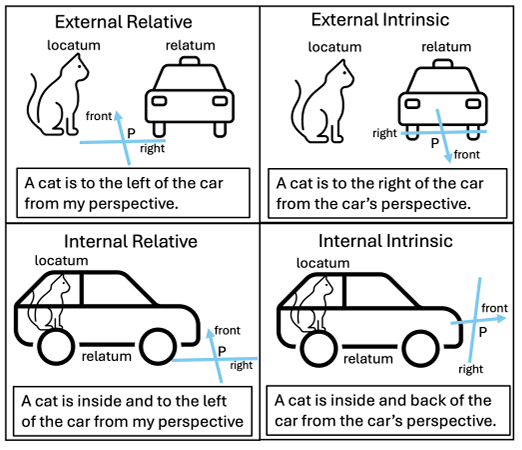 External Relative
locatum
relatum
front
P
right
A cat is to the left of the car
from my perspective.
External Intrinsic
locatum
relatum
right
P
front
A cat is to the right of the car
from the car's perspective.
Internal Relative
locatum
front
P
relatum
right
A cat is inside and to the left
of the car from my perspective
Internal Intrinsic
locatum
front
P
relatum
right
A cat is inside and back of the
car from the car's perspective.